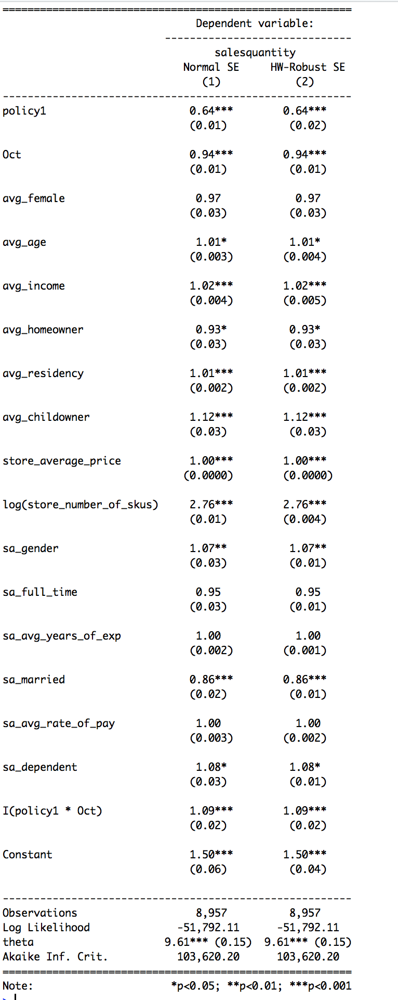 ========================================================
Dependent variable:
------------------------------
salesquantity
Normal SE HW-Robust SE
(1) (2)
--------------------------------------------------------
policy1 0.64*** 0.64***
(0.01) (0.02)
Oct 0.94*** 0.94***
(0.01) (0.01)
avg_female 0.97 0.97
(0.03) (0.03)
avg_age 1.01* 1.01*
(0.003) (0.004)
avg_income 1.02*** 1.02***
(0.004) (0.005)
avg_homeowner 0.93* 0.93*
(0.03) (0.03)
avg_residency 1.01*** 1.01***
(0.002) (0.002)
avg_childowner 1.12*** 1.12***
(0.03) (0.03)
store_average_price 1.00*** 1.00***
(0.0000) (0.0000)
log(store_number_of_skus) 2.76*** 2.76***
(0.01) (0.004)
sa_gender 1.07** 1.07**
(0.03) (0.01)
sa_full_time 0.95 0.95
(0.03) (0.01)
sa_avg_years_of_exp 1.00 1.00
(0.002) (0.001)
sa_married 0.86*** 0.86***
(0.02) (0.01)
sa_avg_rate_of_pay 1.00 1.00
(0.003) (0.002)
sa_dependent 1.08* 1.08*
(0.03) (0.01)
I(policy1 * Oct) 1.09*** 1.09***
(0.02) (0.02)
Constant 1.50*** 1.50***
(0.06) (0.04)
--------------------------------------------------------
Observations 8,957 8,957
Log Likelihood -51,792.11 -51,792.11
theta 9.61*** (0.15) 9.61*** (0.15)
Akaike Inf. Crit. 103,620.20 103,620.20
========================================================
Note: *p<0.05; **p<0.01; ***p<0.001
>